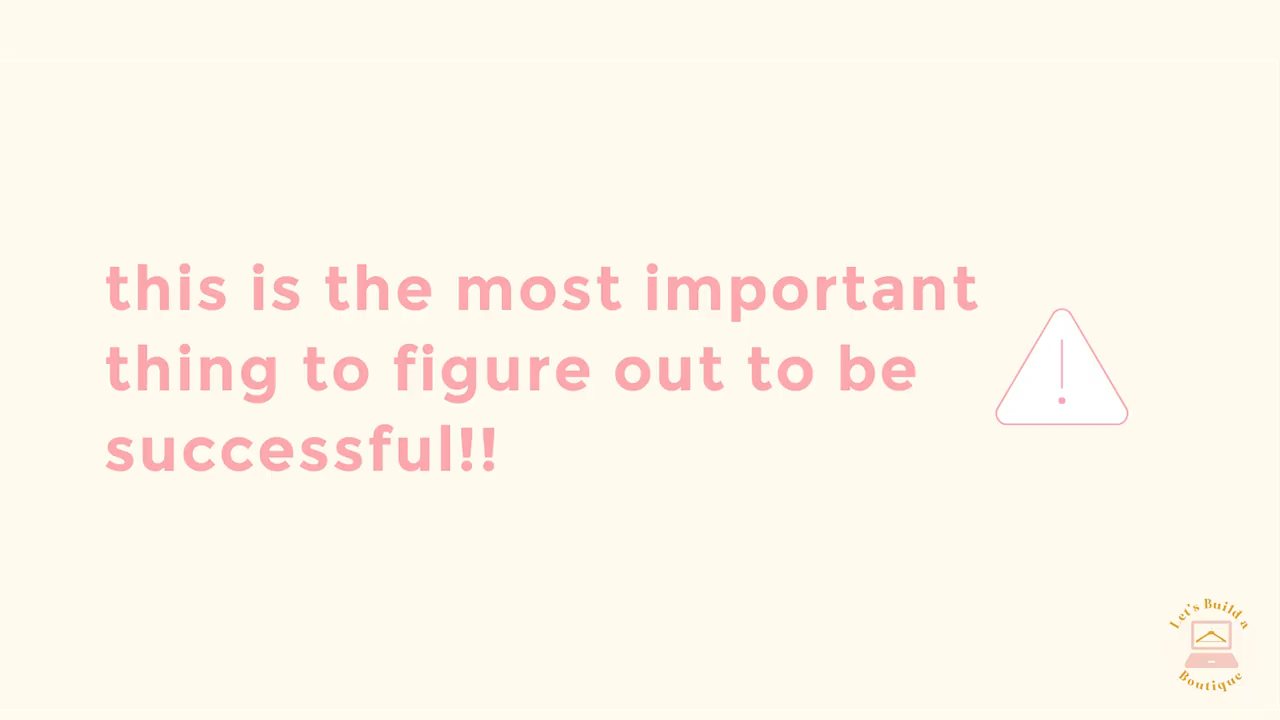 this is the most important
thing to figure out to be
successful!!
Let's Build a
Boutique